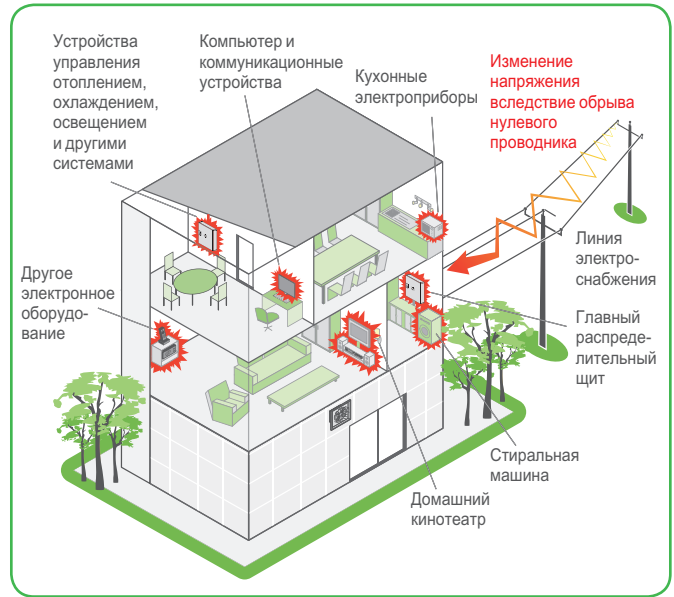 Устройства
управления
отоплением,
охлаждением,
освещением
и другими
системами
Компьютер и
коммуникационные
устройства
Кухонные
электроприборы
Изменение
напряжения
вследствие обрыва
нулевого
проводника
Линия
электро-
снабжения
Другое
электронное
оборудо-
вание
Главный
распреде-
лительный
щит
Стиральная
машина
Домашний
кинотеатр